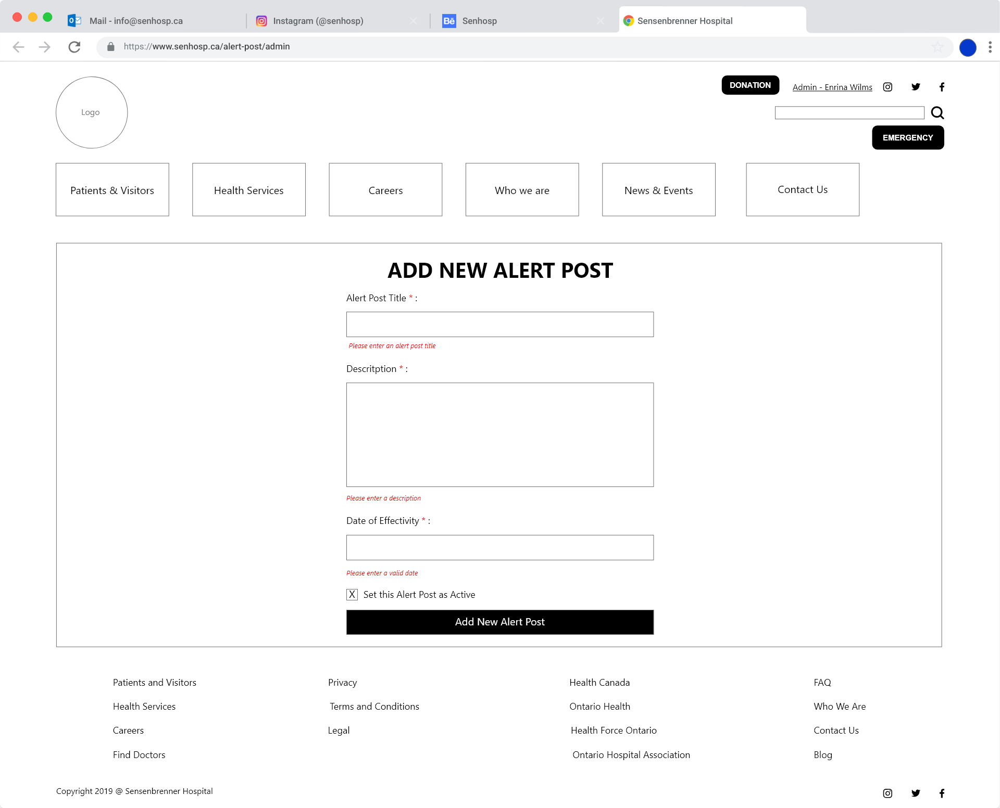 Mail - info@senhosp.ca
Instagram (@senhosp)
Bē Senhosp
Sensenbrenner Hospital
https://www.senhosp.ca/alert-post/admin
Logo
DONATION
Admin - Enrina Wilms
EMERGENCY
Patients & Visitors
Health Services
Careers
Who we are
News & Events
Contact Us
ADD NEW ALERT POST
Alert Post Title * :
Please enter an alert post title
Descritption * :
Please enter a description
Date of Effectivity * :
Please enter a valid date
X Set this Alert Post as Active
Add New Alert Post
Patients and Visitors
Health Services
Careers
Find Doctors
Privacy
Terms and Conditions
Legal
Health Canada
Ontario Health
Health Force Ontario
Ontario Hospital Association
FAQ
Who We Are
Contact Us
Blog
Copyright 2019 @ Sensenbrenner Hospital